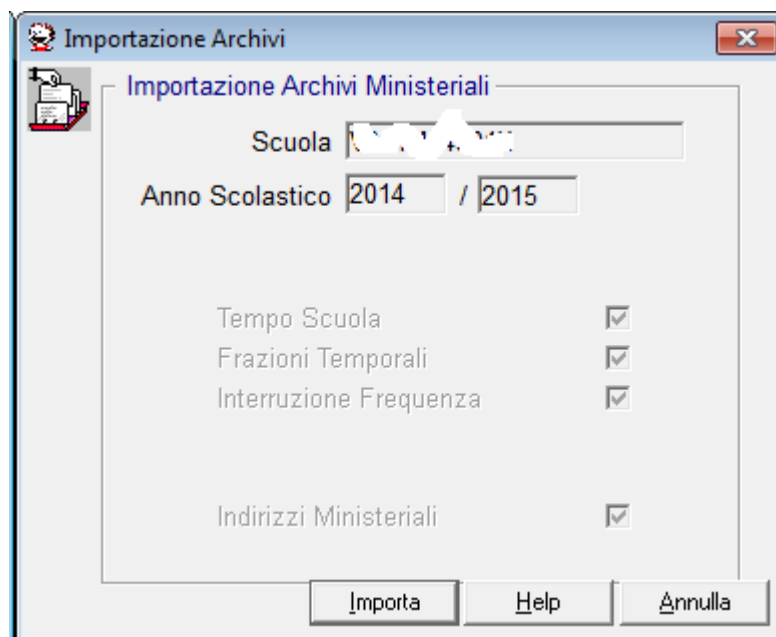 Importazione Archivi
Importazione Archivi Ministeriali
Scuola
Anno Scolastico 2014 / 2015
Tempo Scuola
Frazioni Temporali
Interruzione Frequenza
Indirizzi Ministeriali
Importa Help Annulla